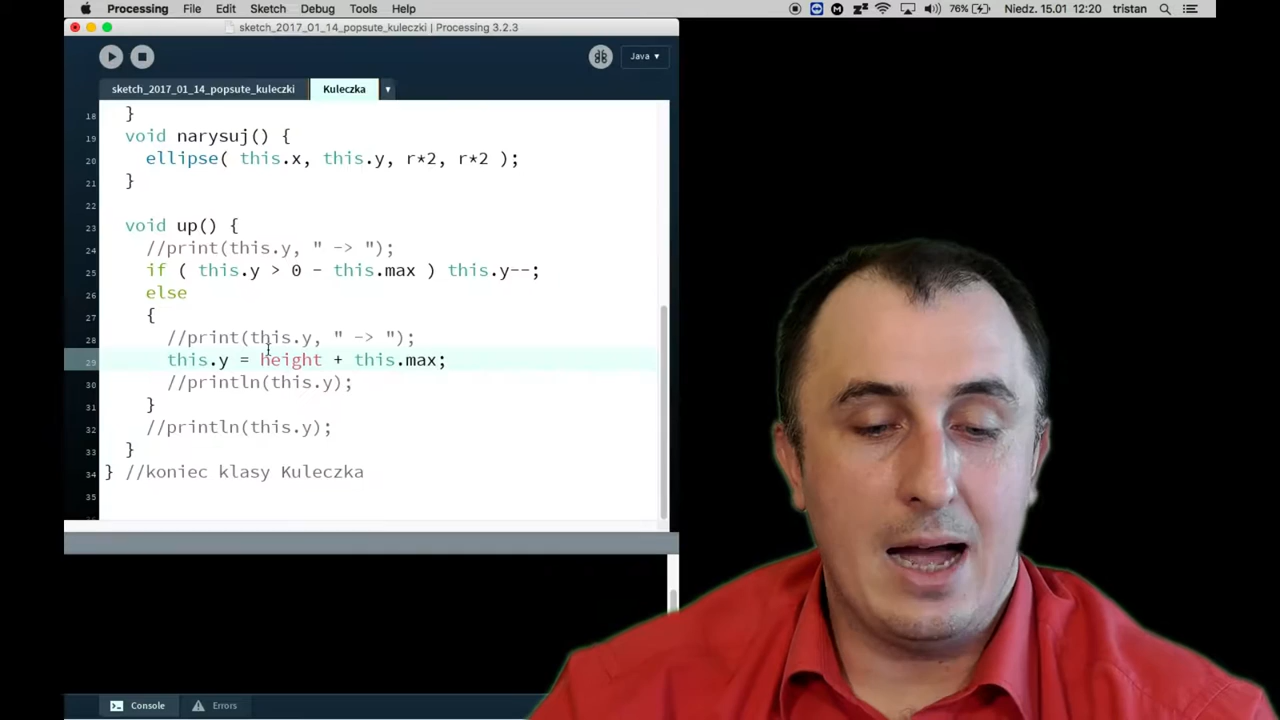 Processing File Edit Sketch Debug Tools Help 76% Niedz. 15.01 12:20 tristan
sketch_2017_01_14_popsute_kuleczki | Processing 3.2.3
Java
sketch_2017_01_14_popsute_kuleczki Kuleczka
18 }
19 void narysuj() {
20 ellipse( this.x, this.y, r*2, r*2 );
21 }
22
23 void up() {
24 //print(this.y, " -> ");
25 if ( this.y > 0 - this.max ) this.y--;
26 else
27 {
28 //print(this.y, " -> ");
29 this.y = height + this.max;
30 //println(this.y);
31 }
32 //println(this.y);
33 }
34 } //koniec klasy Kuleczka
35
Console Errors